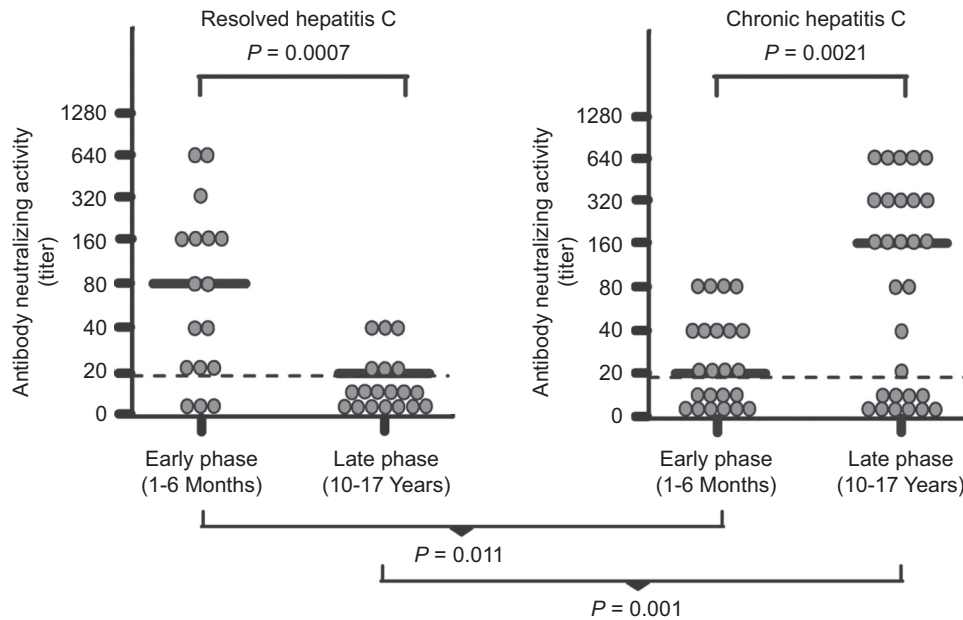 Resolved hepatitis C
P = 0.0007
Antibody neutralizing activity
(titer)
1280
640
320
160
80
40
20
0
Early phase
(1-6 Months)
Late phase
(10-17 Years)
Chronic hepatitis C
P = 0.0021
Antibody neutralizing activity
(titer)
1280
640
320
160
80
40
20
0
Early phase
(1-6 Months)
Late phase
(10-17 Years)
P = 0.011
P = 0.001